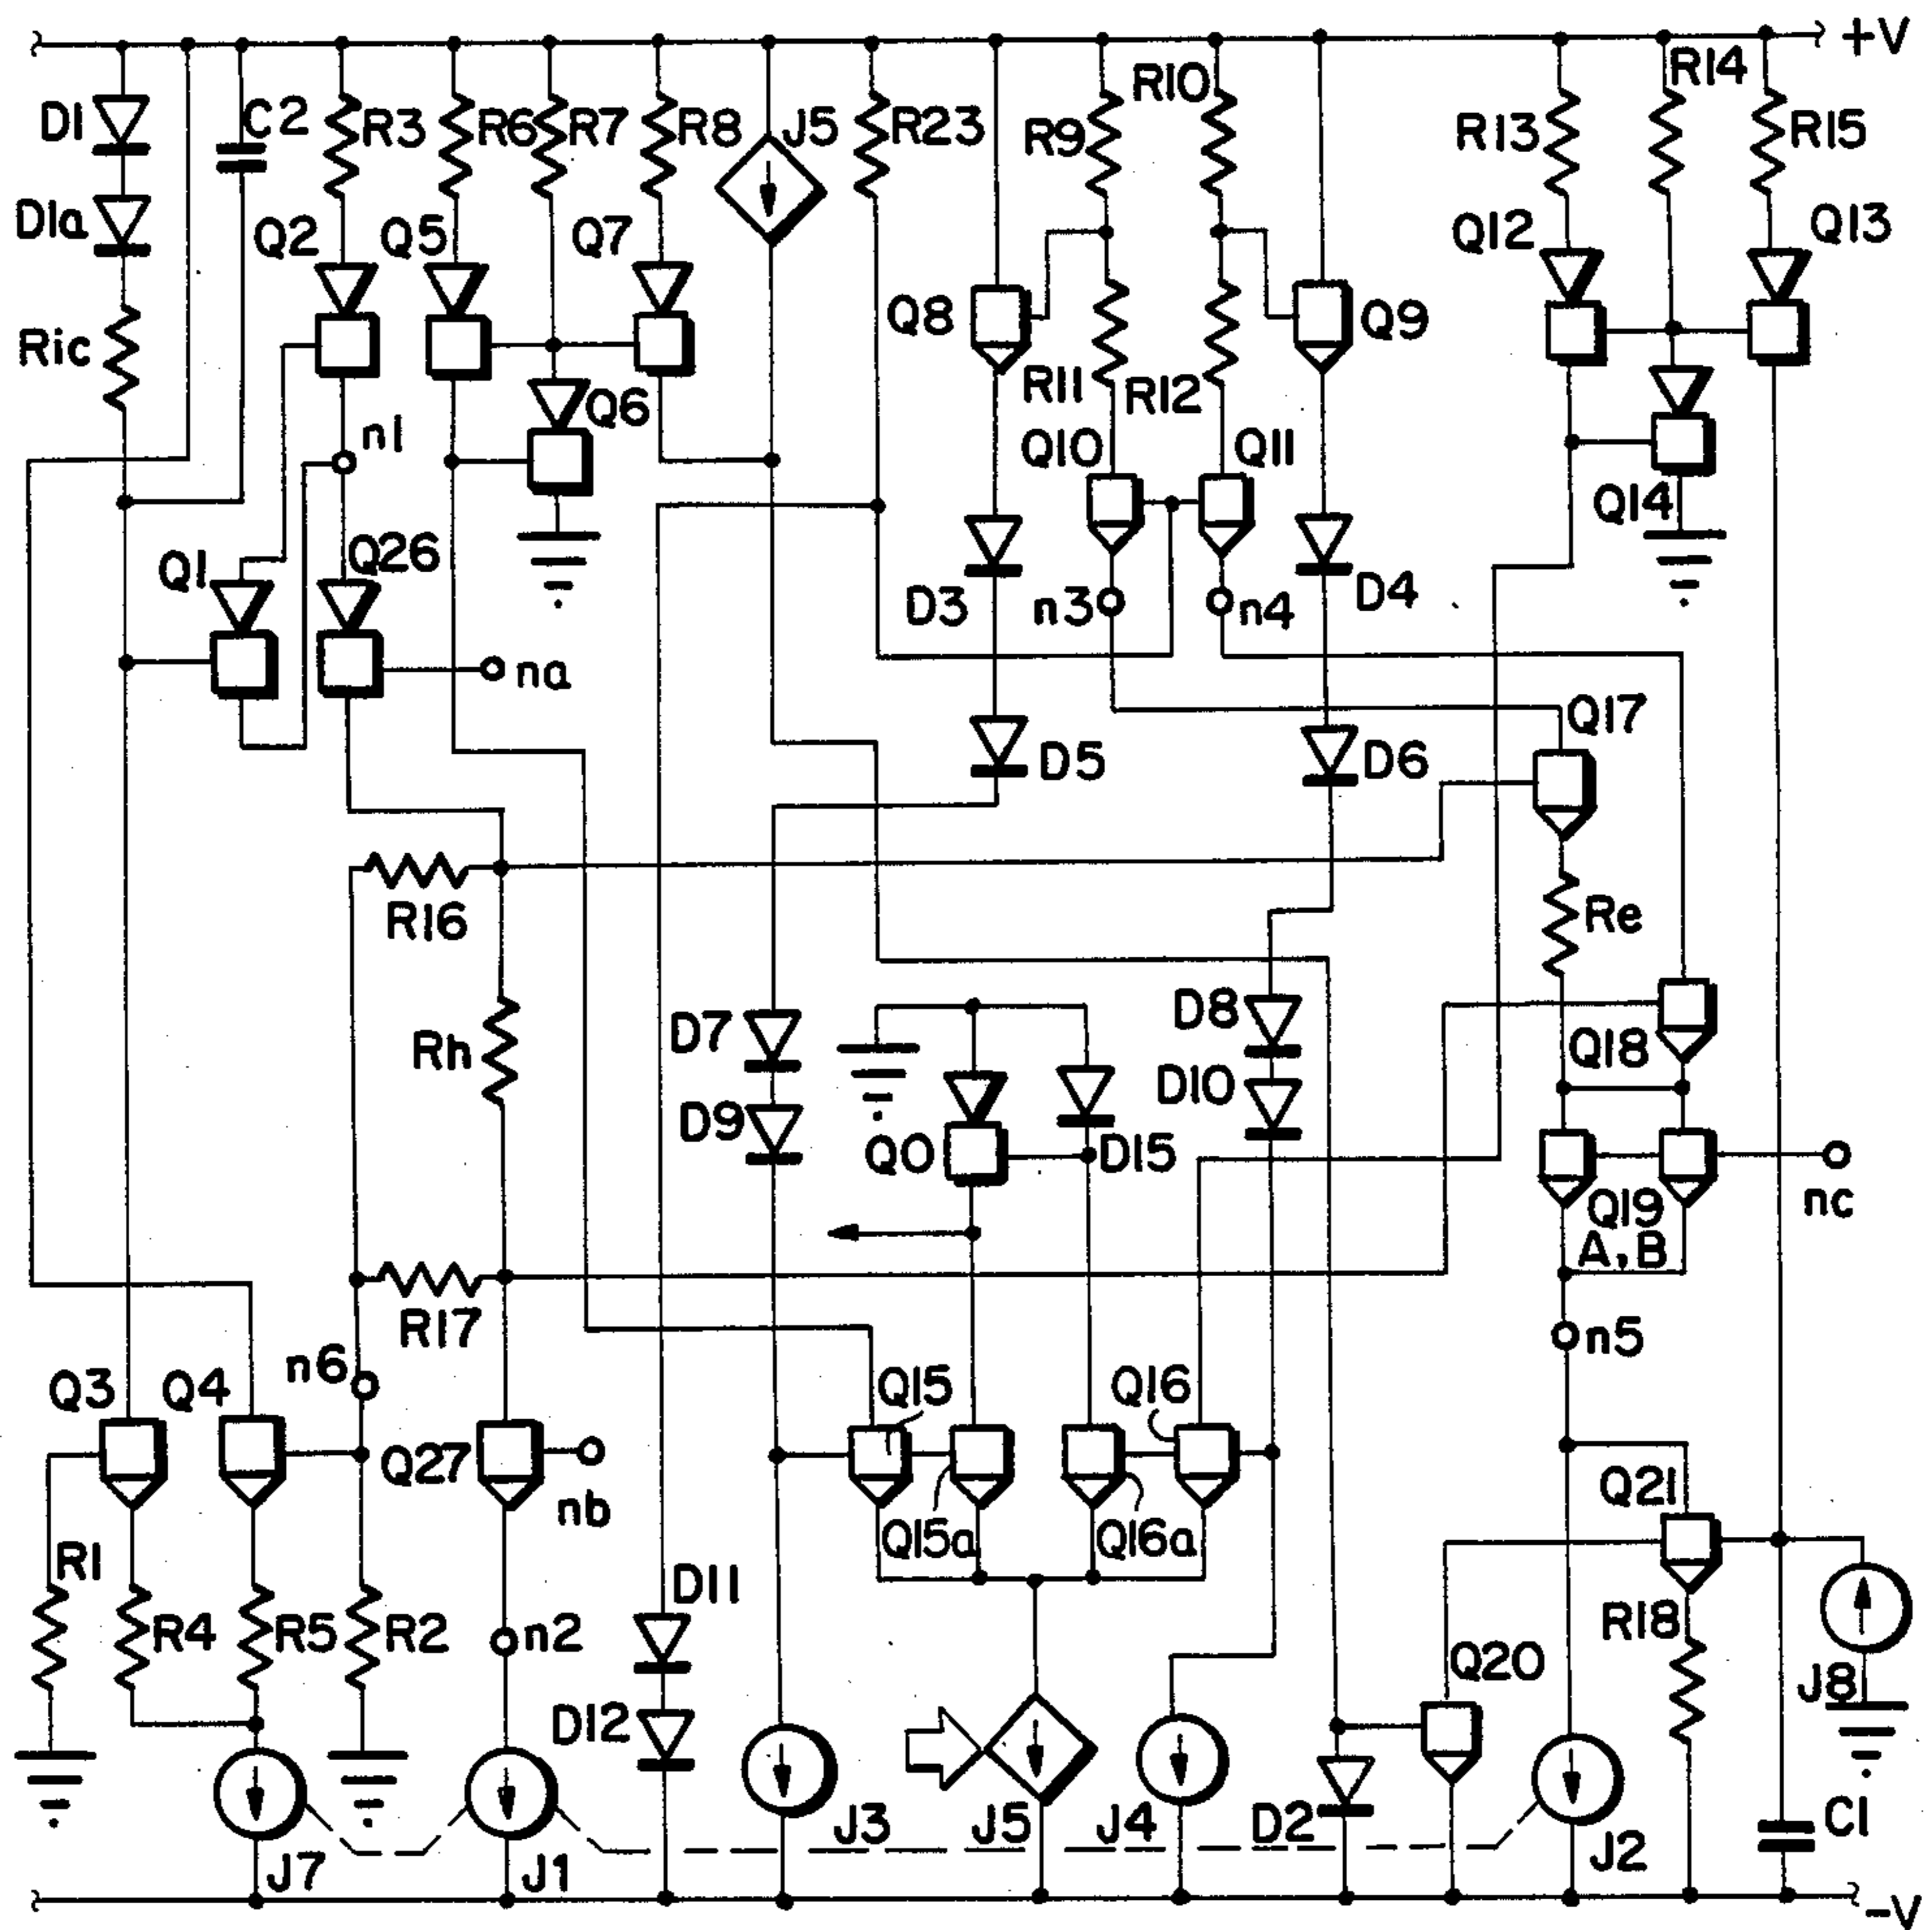 +V
R14
R10
D1
C2
R3
R6
R7
R8
J5
R23
R9
R13
R15
D1a
Q2
Q5
Q7
Q12
Q13
Ric
Q8
Q9
R11
R12
Q6
n1
Q10
Q11
Q14
Q1
Q26
D3
n3
n4
D4
na
Q17
D5
D6
R16
Re
D7
D8
Q18
Rh
D9
D10
Q0
D15
nc
Q19
A,B
R17
n5
n6
Q3
Q4
Q15
Q16
Q27
Q21
nb
Q15a
Q16a
R1
D11
R4
R5
R2
n2
R18
Q20
J8
D12
J3
J5
J4
D2
C1
J7
J1
J2
-V